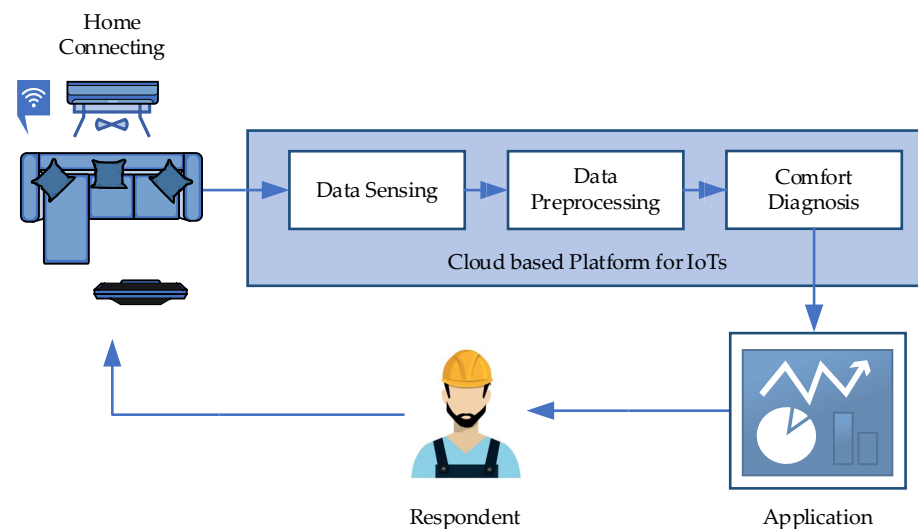 Home
Connecting
Data Sensing
Data
Preprocessing
Comfort
Diagnosis
Cloud based Platform for IoTs
Respondent
Application